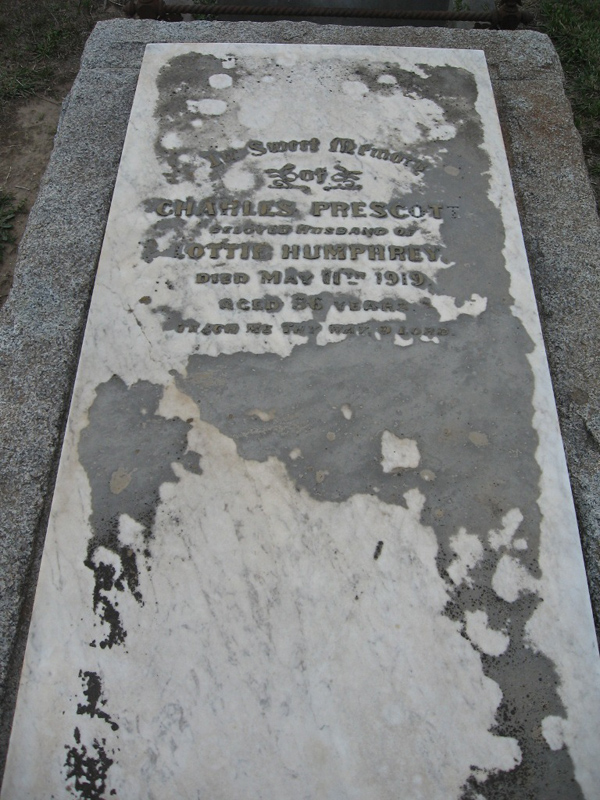 In Sweet Memory
of
CHARLES PRESCOTT
BELOVED HUSBAND OF
LOTTIE HUMPHREY.
DIED MAY 11TH 1919.
AGED 36 YEARS.
TEACH ME THY WAY, O LORD.